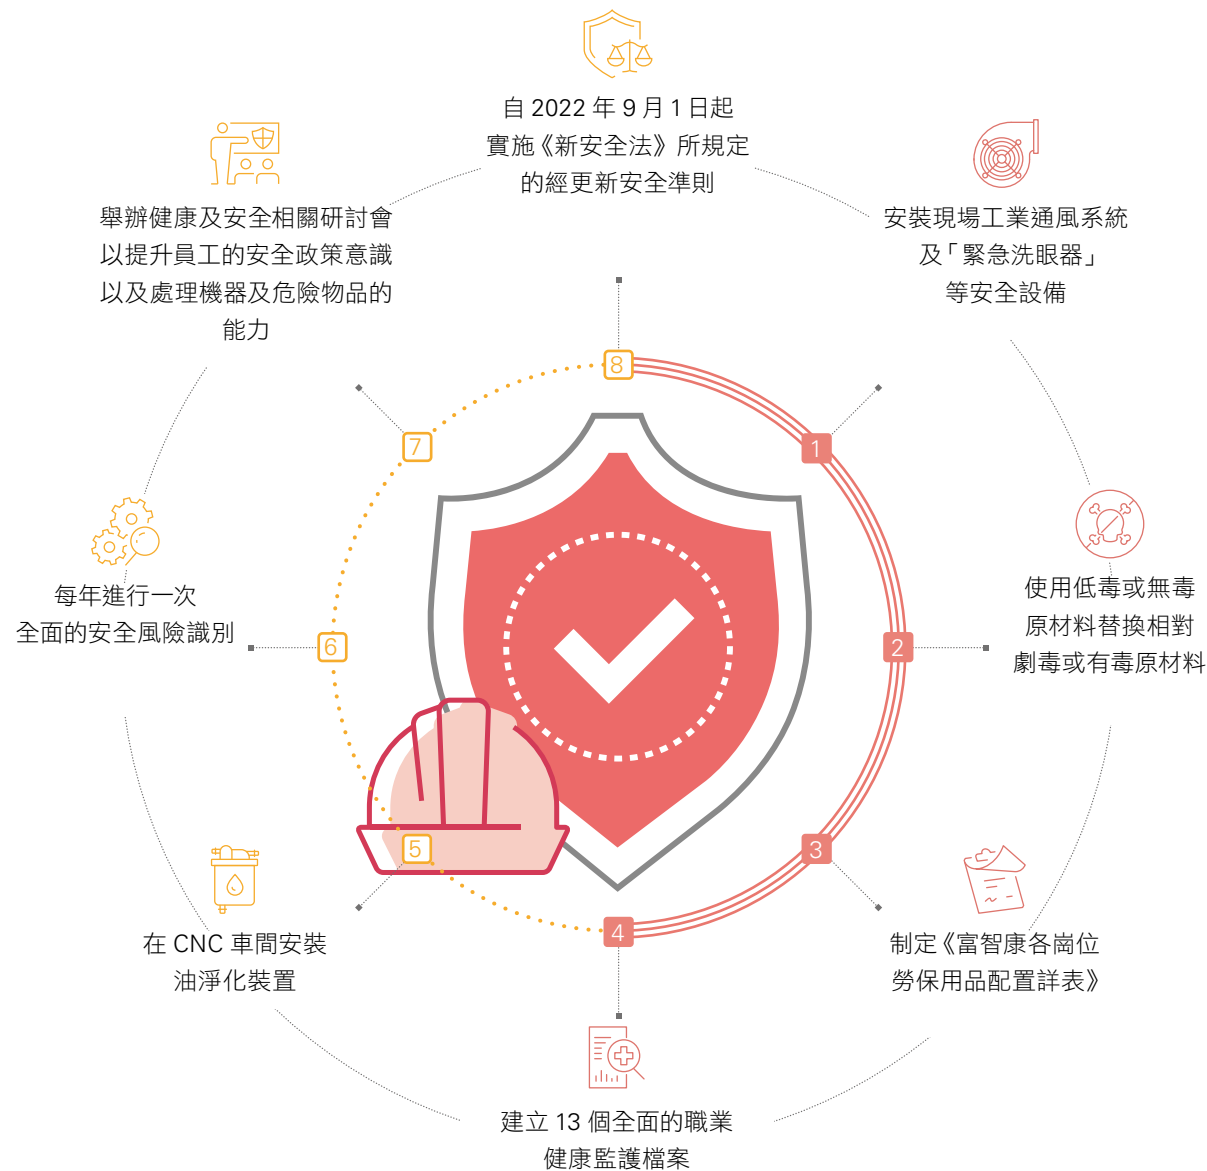 自 2022 年 9 月 1 日起
實施《新安全法》所規定
的經更新安全準則
8
安裝現場工業通風系統
及「緊急洗眼器」
等安全設備
1
使用低毒或無毒
原材料替換相對
劇毒或有毒原材料
2
制定《富智康各崗位
勞保用品配置詳表》
3
建立 13 個全面的職業
健康監護檔案
4
在 CNC 車間安裝
油淨化裝置
5
每年進行一次
全面的安全風險識別
6
舉辦健康及安全相關研討會
以提升員工的安全政策意識
以及處理機器及危險物品的
能力
7